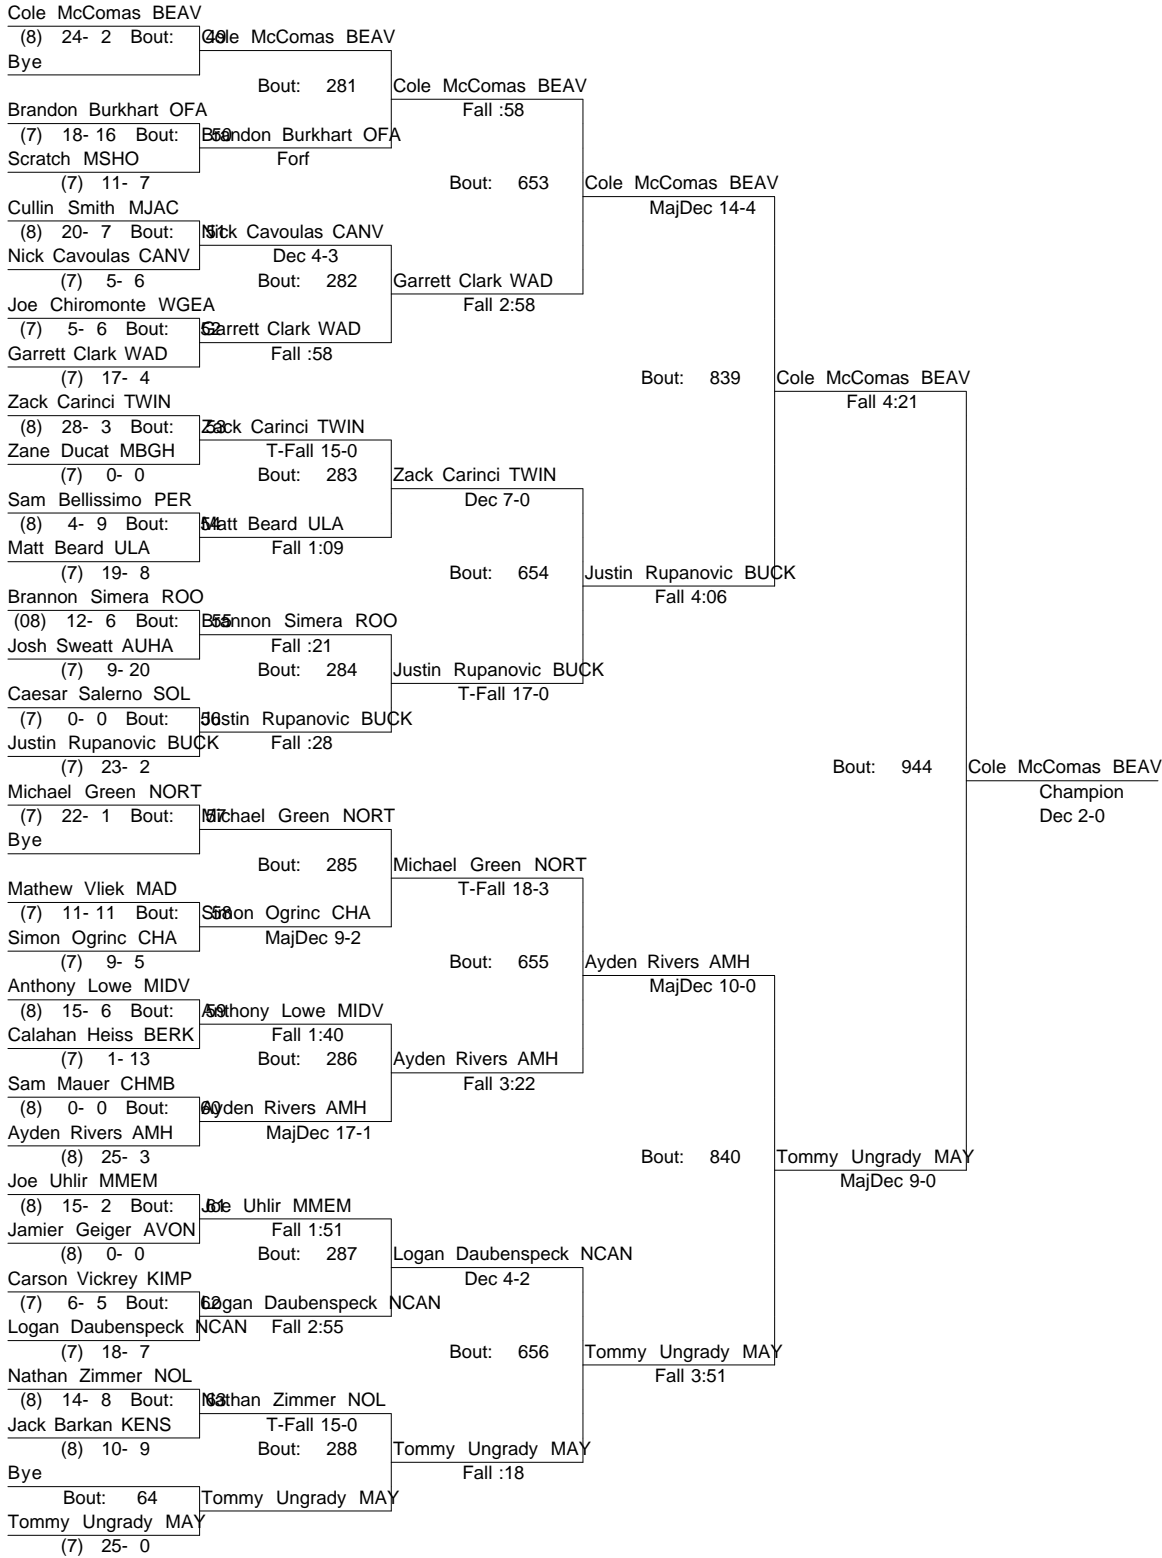 Cole McComas BEAV
(8) 24- 2 Bout: 49
Cole McComas BEAV
Bye
Bout: 281
Cole McComas BEAV
Fall :58
Brandon Burkhart OFA
(7) 18- 16 Bout: 50
Brandon Burkhart OFA
Scratch MSHO
Forf
(7) 11- 7
Bout: 653
Cole McComas BEAV
MajDec 14-4
Cullin Smith MJAC
(8) 20- 7 Bout: 51
Nick Cavoulas CANV
Nick Cavoulas CANV
Dec 4-3
(7) 5- 6
Bout: 282
Garrett Clark WAD
Fall 2:58
Joe Chiromonte WGEA
(7) 5- 6 Bout: 52
Garrett Clark WAD
Garrett Clark WAD
Fall :58
(7) 17- 4
Bout: 839
Cole McComas BEAV
Fall 4:21
Zack Carinci TWIN
(8) 28- 3 Bout: 53
Zack Carinci TWIN
Zane Ducat MBGH
T-Fall 15-0
(7) 0- 0
Bout: 283
Zack Carinci TWIN
Dec 7-0
Sam Bellissimo PER
(8) 4- 9 Bout: 54
Matt Beard ULA
Matt Beard ULA
Fall 1:09
(7) 19- 8
Bout: 654
Justin Rupanovic BUCK
Fall 4:06
Brannon Simera ROO
(08) 12- 6 Bout: 55
Brannon Simera ROO
Josh Sweatt AUHA
Fall :21
(7) 9- 20
Bout: 284
Justin Rupanovic BUCK
T-Fall 17-0
Caesar Salerno SOL
(7) 0- 0 Bout: 56
Justin Rupanovic BUCK
Justin Rupanovic BUCK
Fall :28
(7) 23- 2
Bout: 944
Cole McComas BEAV
Champion
Dec 2-0
Michael Green NORT
(7) 22- 1 Bout: 57
Michael Green NORT
Bye
Bout: 285
Michael Green NORT
T-Fall 18-3
Mathew Vliek MAD
(7) 11- 11 Bout: 58
Simon Ogrinc CHA
Simon Ogrinc CHA
MajDec 9-2
(7) 9- 5
Bout: 655
Ayden Rivers AMH
MajDec 10-0
Anthony Lowe MIDV
(8) 15- 6 Bout: 59
Anthony Lowe MIDV
Calahan Heiss BERK
Fall 1:40
(7) 1- 13
Bout: 286
Ayden Rivers AMH
Fall 3:22
Sam Mauer CHMB
(8) 0- 0 Bout: 60
Ayden Rivers AMH
Ayden Rivers AMH
MajDec 17-1
(8) 25- 3
Bout: 840
Tommy Ungrady MAY
MajDec 9-0
Joe Uhlir MMEM
(8) 15- 2 Bout: 61
Joe Uhlir MMEM
Jamier Geiger AVON
Fall 1:51
(8) 0- 0
Bout: 287
Logan Daubenspeck NCAN
Dec 4-2
Carson Vickrey KIMP
(7) 6- 5 Bout: 62
Logan Daubenspeck NCAN
Logan Daubenspeck NCAN
Fall 2:55
(7) 18- 7
Bout: 656
Tommy Ungrady MAY
Fall 3:51
Nathan Zimmer NOL
(8) 14- 8 Bout: 63
Nathan Zimmer NOL
Jack Barkan KENS
T-Fall 15-0
(8) 10- 9
Bout: 288
Tommy Ungrady MAY
Fall :18
Bye
Bout: 64
Tommy Ungrady MAY
Tommy Ungrady MAY
(7) 25- 0